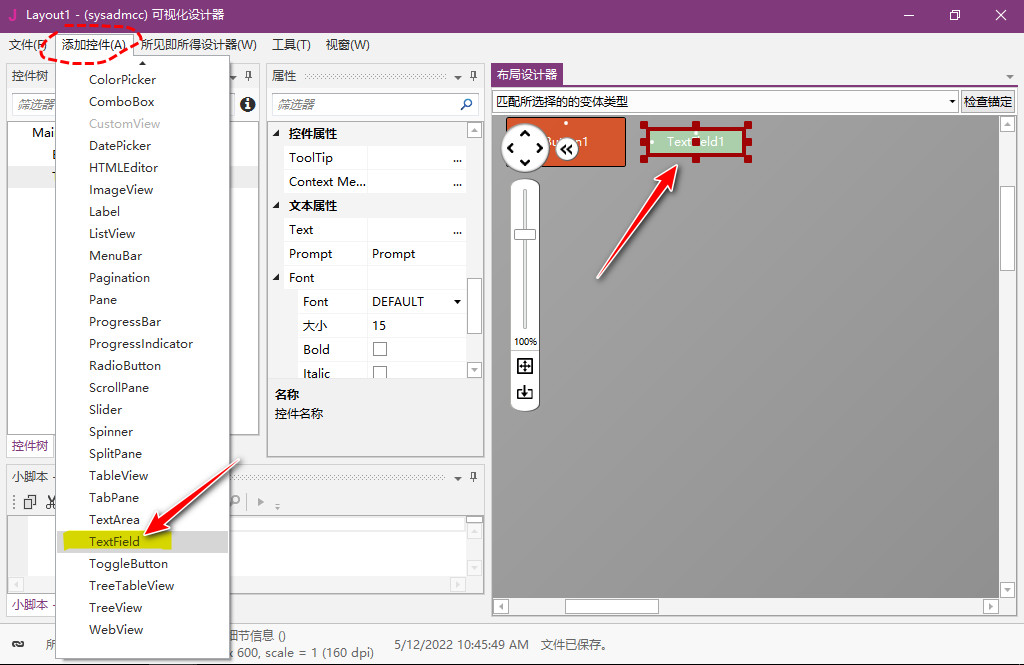 Layout1 - (sysadmcc) 可视化设计器
文件(F) 添加控件(A) 所见即所得设计器(W) 工具(T) 视窗(W)
控件树
筛选器
Mai
ColorPicker
ComboBox
CustomView
DatePicker
HTMLEditor
ImageView
Label
ListView
MenuBar
Pagination
Pane
ProgressBar
ProgressIndicator
RadioButton
ScrollPane
Slider
Spinner
SplitPane
TableView
TabPane
TextArea
TextField
ToggleButton
TreeTableView
TreeView
WebView
控件树
小脚本 -
小脚本 -
属性
筛选器
控件属性
ToolTip ...
Context Me... ...
文本属性
Text ...
Prompt Prompt
Font
Font DEFAULT
大小 15
Bold
Italic
名称
控件名称
布局设计器
匹配所选择的的变体类型 检查锚定
utton1 TextField1
100%
所
细节信息 ()
x 600, scale = 1 (160 dpi)
5/12/2022 10:45:49 AM 文件已保存。